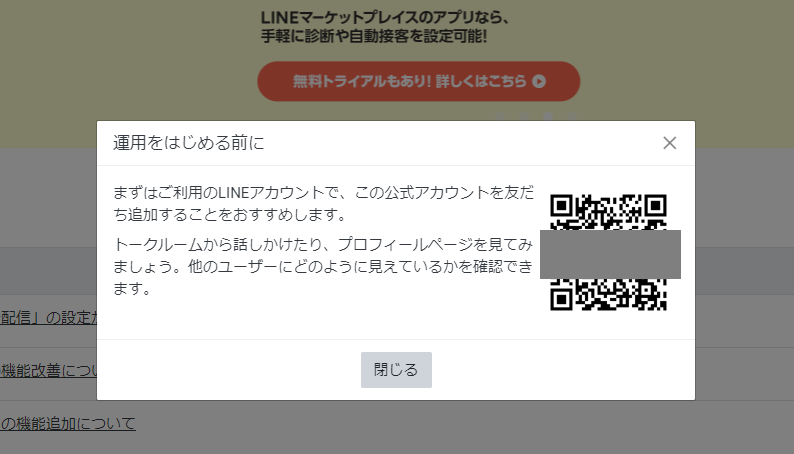 LINEマーケットプレイスのアプリなら、
手軽に診断や自動接客を設定可能!
無料トライアルもあり! 詳しくはこちら
運用をはじめる前に
まずはご利用のLINEアカウントで、この公式アカウントを友だ
ち追加することをおすすめします。
トークルームから話しかけたり、プロフィールページを見てみ
ましょう。他のユーザーにどのように見えているかを確認でき
ます。
配信」の設定が
機能改善につい
閉じる
の機能追加について